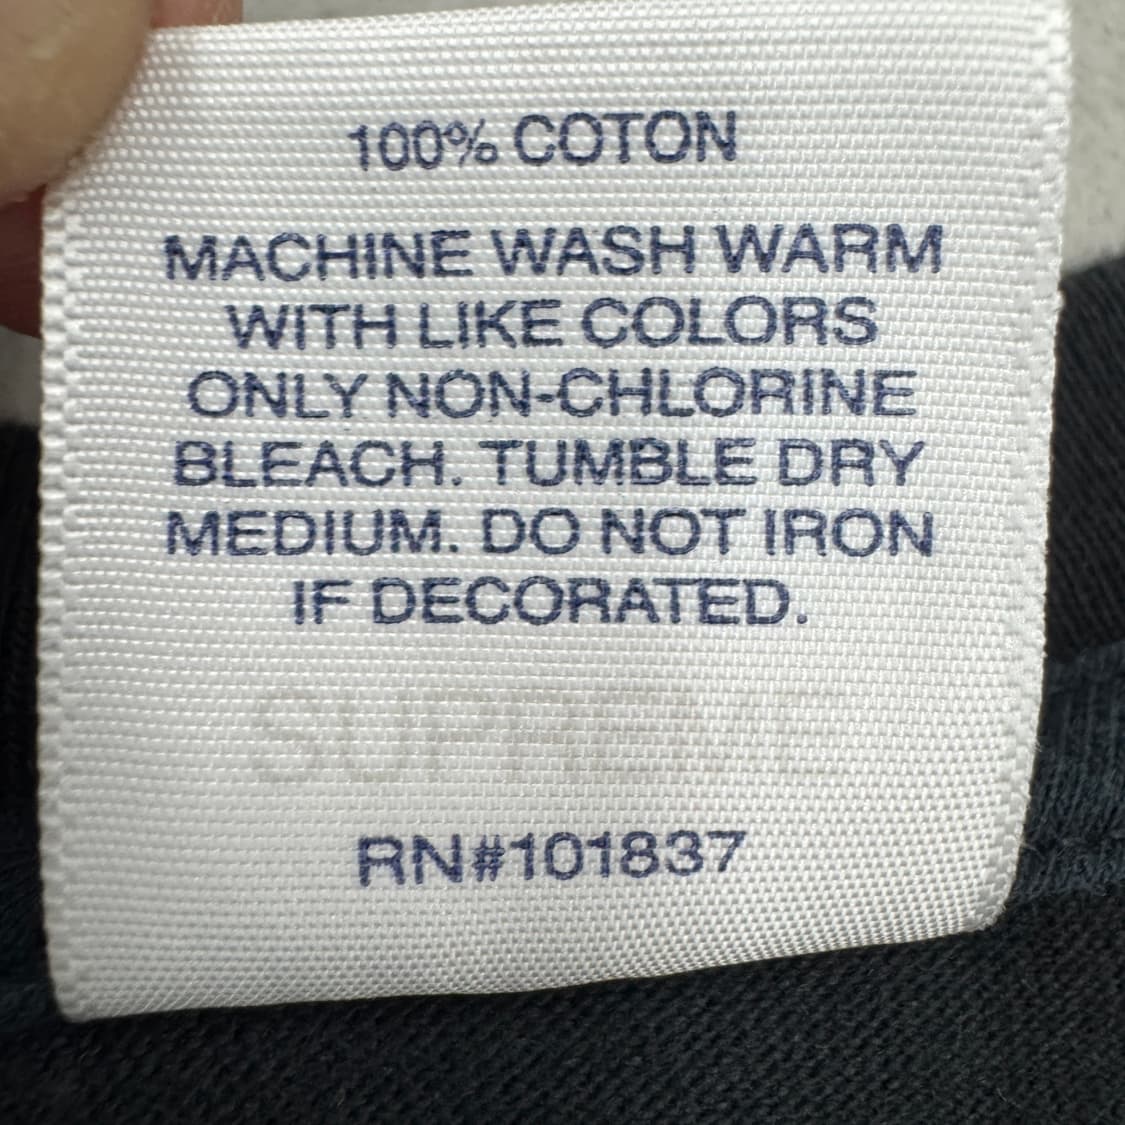 100% COTON
MACHINE WASH WARM
WITH LIKE COLORS
ONLY NON-CHLORINE
BLEACH. TUMBLE DRY
MEDIUM. DO NOT IRON
IF DECORATED.
SUPREME
RN#101837